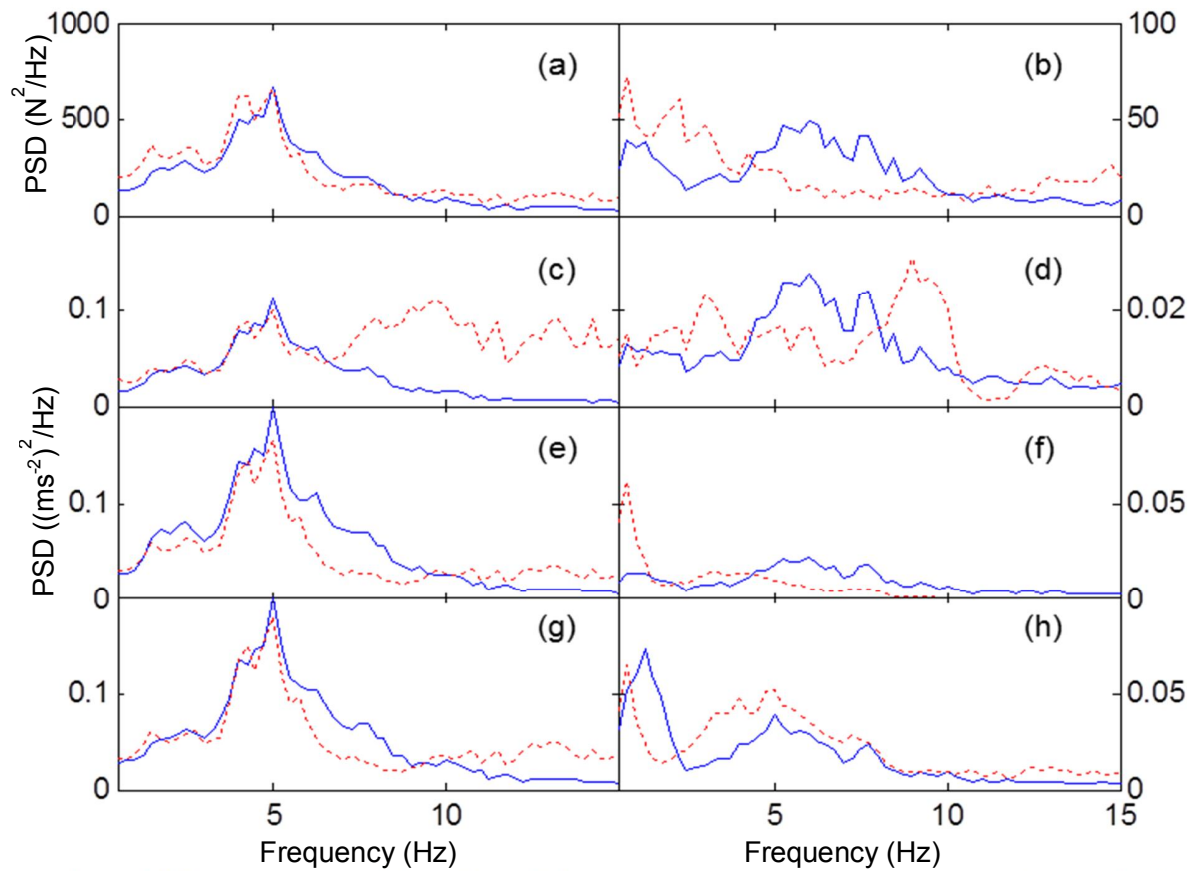 1000
(a)
(b)
100
PSD (N²/Hz)
500
50
0
0
(c)
(d)
0.1
0.02
0
0
PSD ((ms⁻²)²/Hz)
(e)
(f)
0.1
0.05
0
0
(g)
(h)
0.1
0.05
0
0
5
10
5
10
15
Frequency (Hz)
Frequency (Hz)